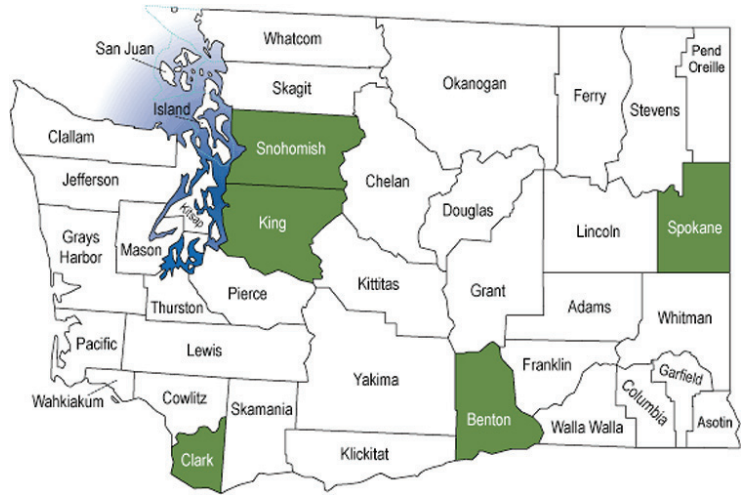 Whatcom
San Juan
Skagit
Okanogan
Ferry
Stevens
Pend
Oreille
Island
Clallam
Snohomish
Chelan
Jefferson
Douglas
Kitsap
King
Lincoln
Spokane
Grays
Harbor
Mason
Pierce
Kittitas
Grant
Thurston
Adams
Whitman
Pacific
Lewis
Franklin
Garfield
Yakima
Wahkiakum
Cowlitz
Skamania
Columbia
Benton
Walla Walla
Asotin
Clark
Klickitat